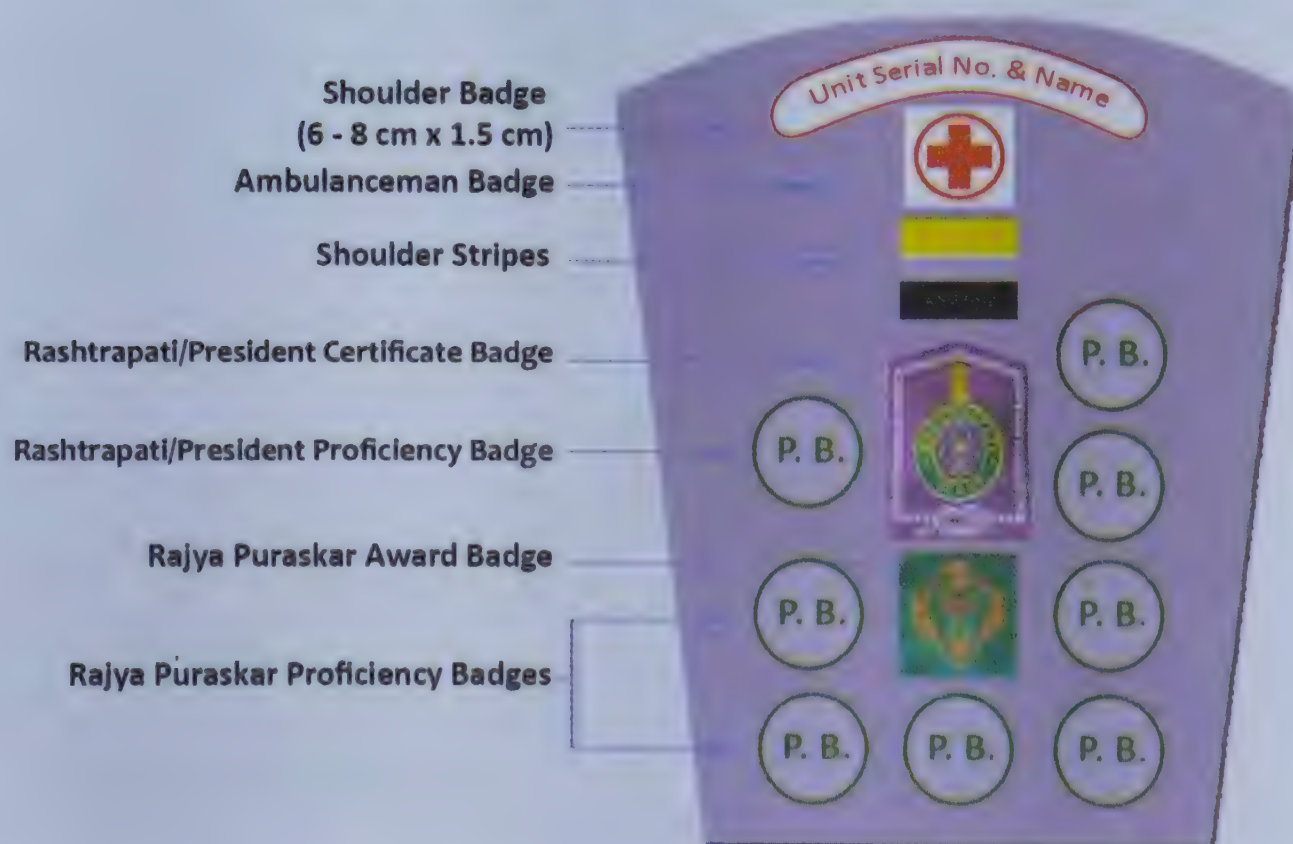 Unit Serial No. & Name
Shoulder Badge
(6 - 8 cm x 1.5 cm)
Ambulanceman Badge
Shoulder Stripes
Rashtrapati/President Certificate Badge
P. B.
Rashtrapati/President Proficiency Badge
P. B.
P. B.
Rajya Puraskar Award Badge
P. B.
P. B.
Rajya Puraskar Proficiency Badges
P. B.
P. B.
P. B.